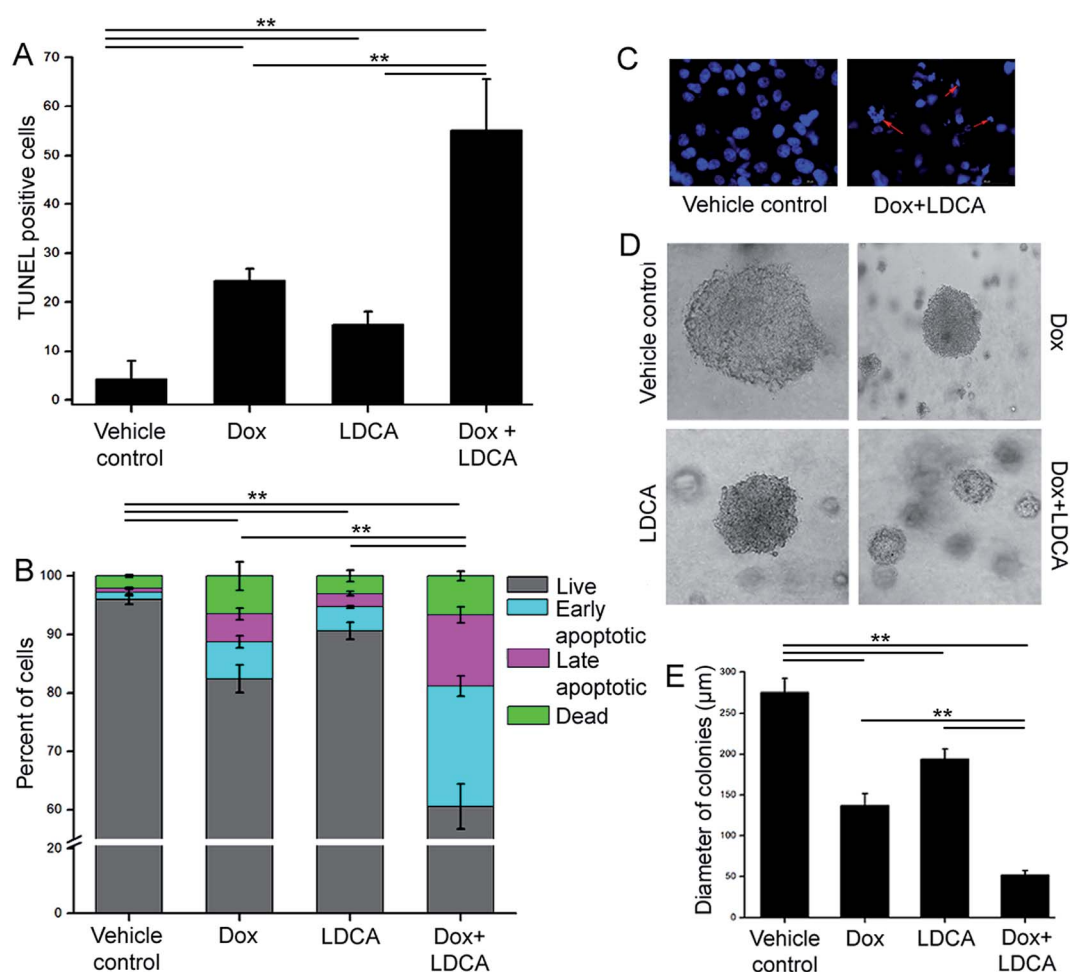 A
**
**
TUNEL positive cells
70
60
50
40
30
20
10
0
Vehicle control
Dox
LDCA
Dox + LDCA
B
**
**
Percent of cells
100
90
80
70
60
20
0
Vehicle control
Dox
LDCA
Dox+ LDCA
Live
Early apoptotic
Late apoptotic
Dead
C
Vehicle control
Dox+LDCA
D
Vehicle control
Dox
LDCA
Dox+LDCA
E
**
**
Diameter of colonies (µm)
300
250
200
150
100
50
0
Vehicle control
Dox
LDCA
Dox+ LDCA